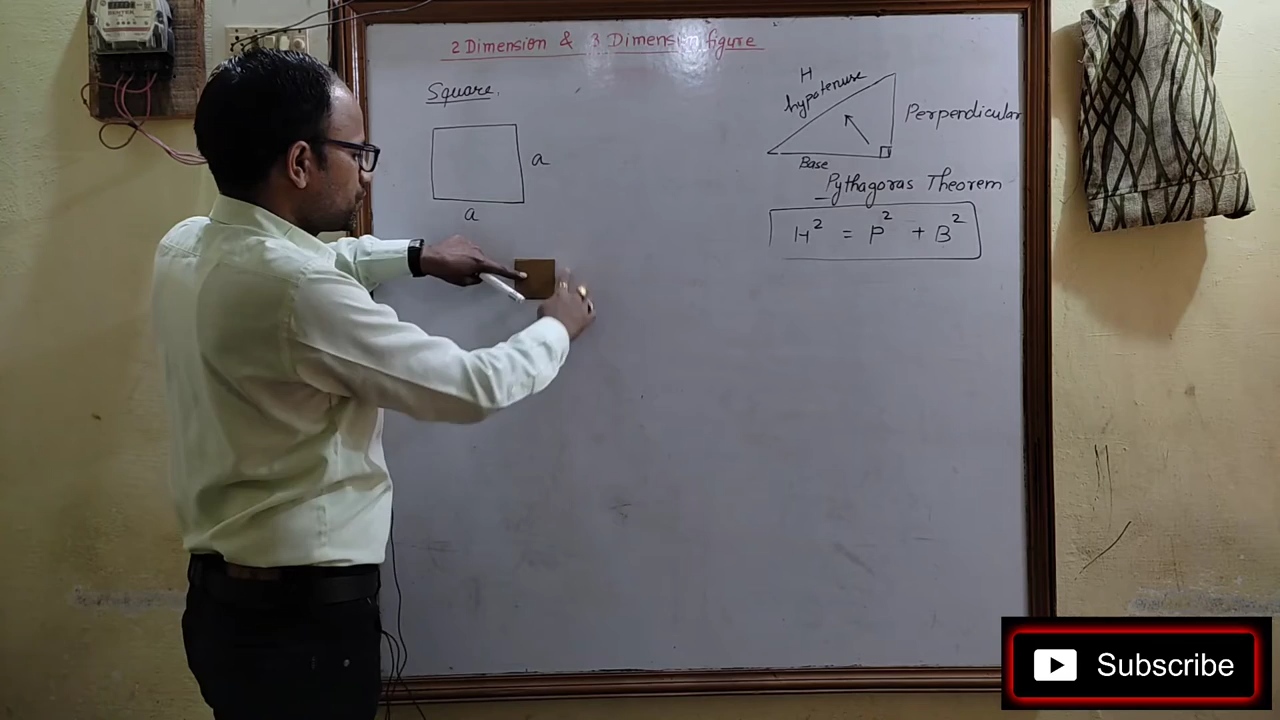 2 Dimension & 3 Dimension figure
Square.
a
a
H
hypotenuse
Perpendicular
Base
Pythagoras Theorem
H² = P² + B²
Subscribe